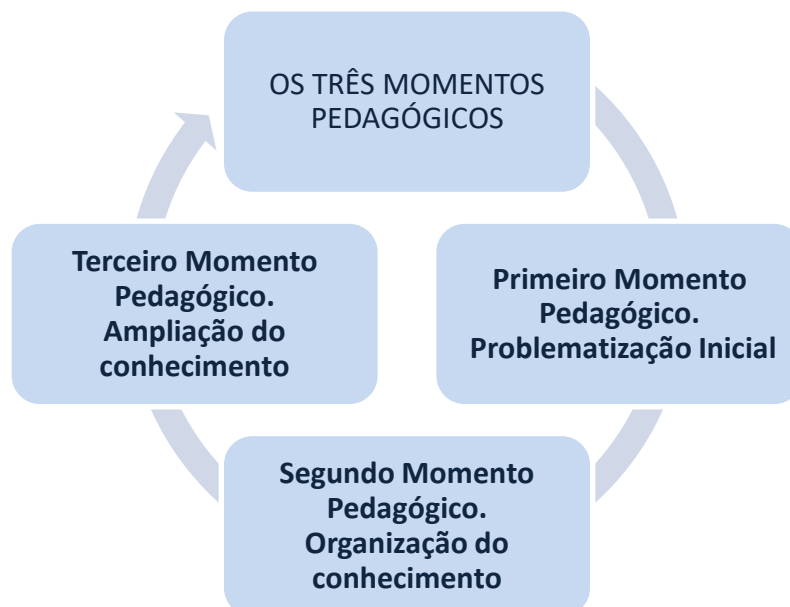 OS TRÊS MOMENTOS
PEDAGÓGICOS
Primeiro Momento
Pedagógico.
Problematização Inicial
Segundo Momento
Pedagógico.
Organização do
conhecimento
Terceiro Momento
Pedagógico.
Ampliação do
conhecimento